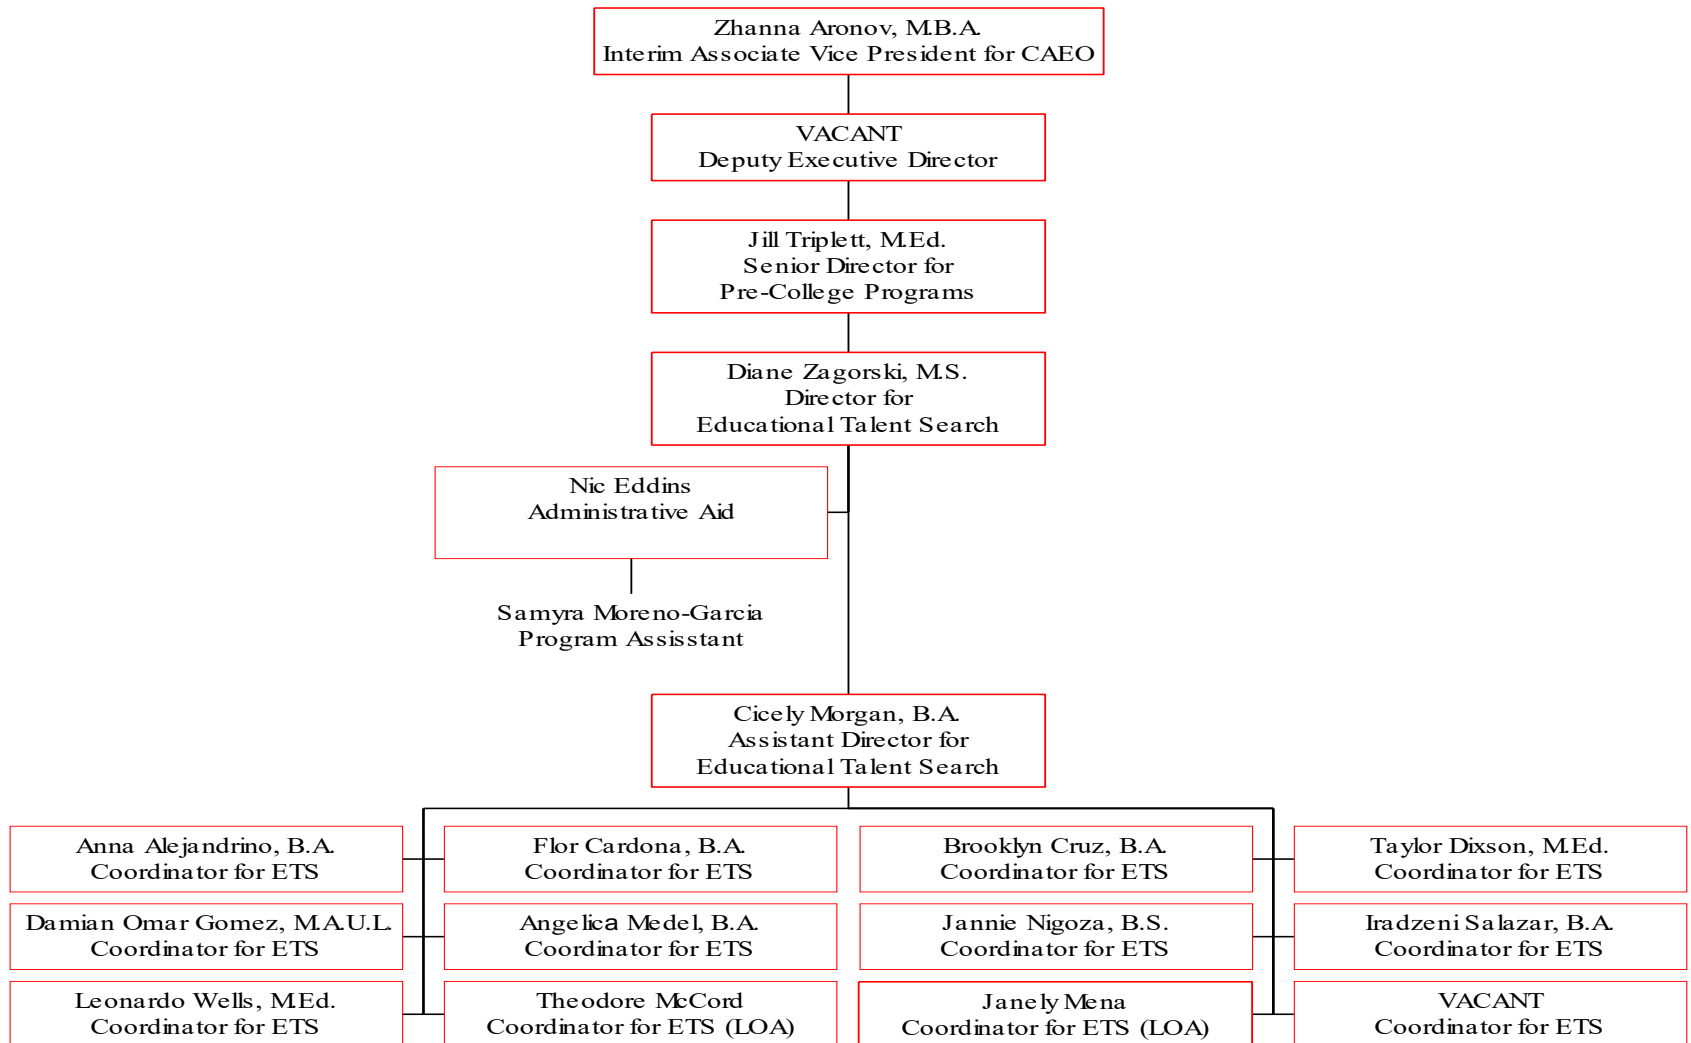 Zhanna Aronov, M.B.A.
Interim Associate Vice President for CAEO
VACANT
Deputy Executive Director
Jill Triplett, M.Ed.
Senior Director for
Pre-College Programs
Diane Zagorski, M.S.
Director for
Educational Talent Search
Nic Eddins
Administrative Aid
Samyra Moreno-Garcia
Program Assisstant
Cicely Morgan, B.A.
Assistant Director for
Educational Talent Search
Anna Alejandrino, B.A.
Coordinator for ETS
Flor Cardona, B.A.
Coordinator for ETS
Brooklyn Cruz, B.A.
Coordinator for ETS
Taylor Dixson, M.Ed.
Coordinator for ETS
Damian Omar Gomez, M.A.U.L.
Coordinator for ETS
Angelica Medel, B.A.
Coordinator for ETS
Jannie Nigoza, B.S.
Coordinator for ETS
Iradzeni Salazar, B.A.
Coordinator for ETS
Leonardo Wells, M.Ed.
Coordinator for ETS
Theodore McCord
Coordinator for ETS (LOA)
Janely Mena
Coordinator for ETS (LOA)
VACANT
Coordinator for ETS